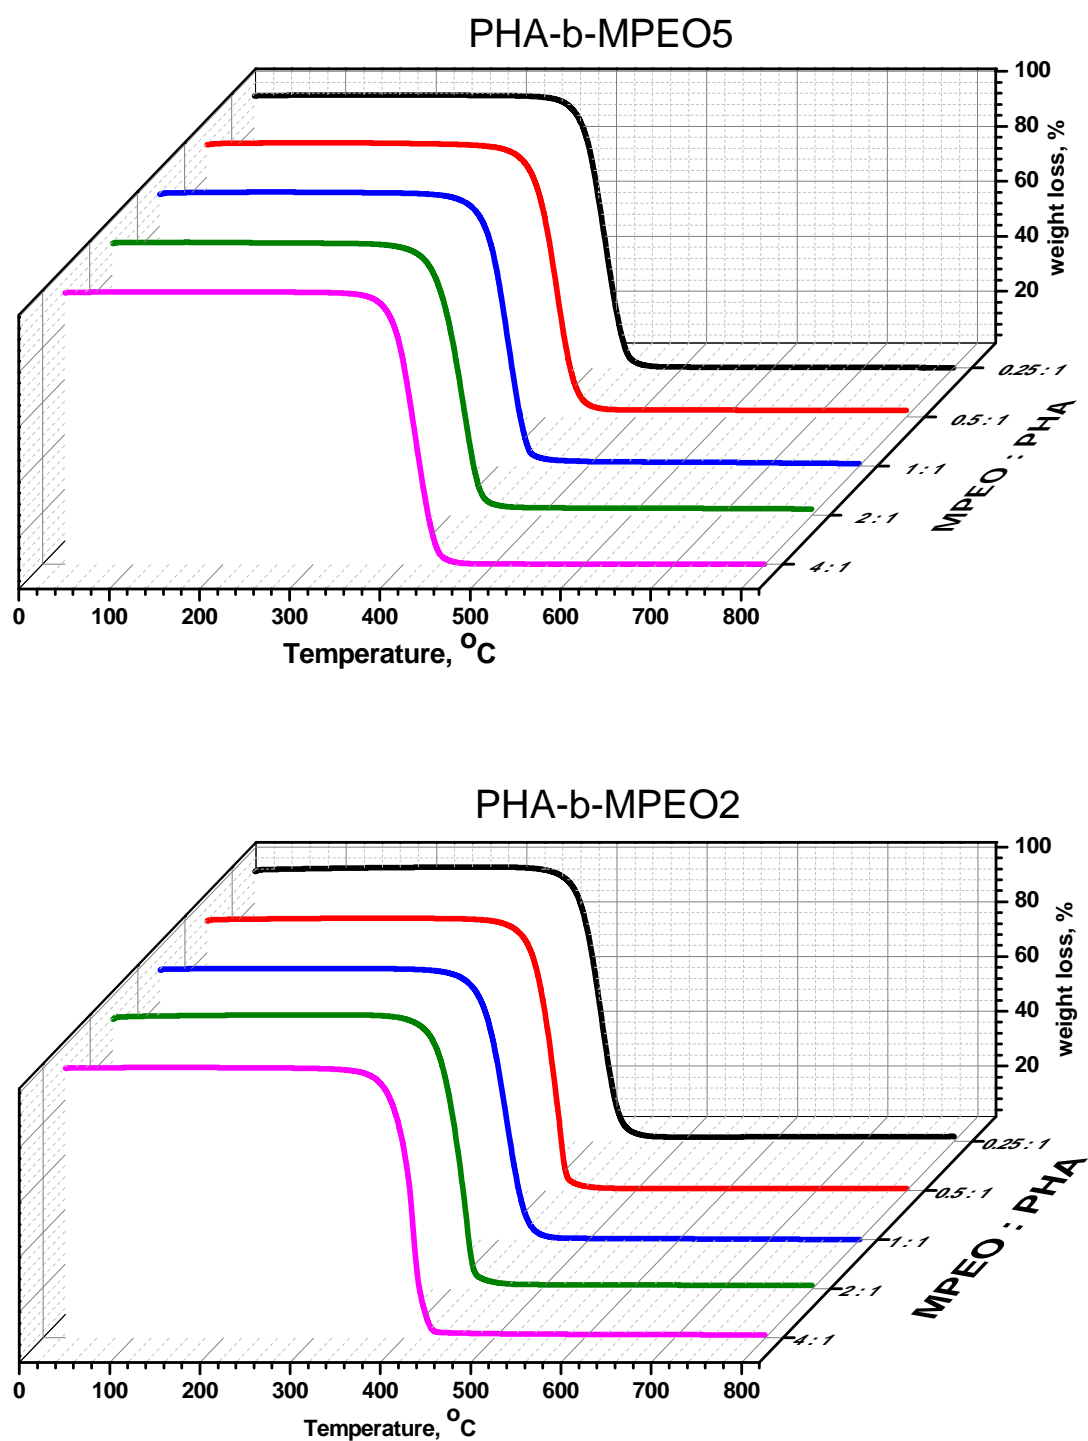 PHA-b-MPEO5
100
80
60
40
20
weight loss, %
0.25 : 1
0.5 : 1
1 : 1
2 : 1
4 : 1
MPEO : PHA
0 100 200 300 400 500 600 700 800
Temperature, °C
PHA-b-MPEO2
100
80
60
40
20
weight loss, %
0.25 : 1
0.5 : 1
1 : 1
2 : 1
4 : 1
MPEO : PHA
0 100 200 300 400 500 600 700 800
Temperature, °C